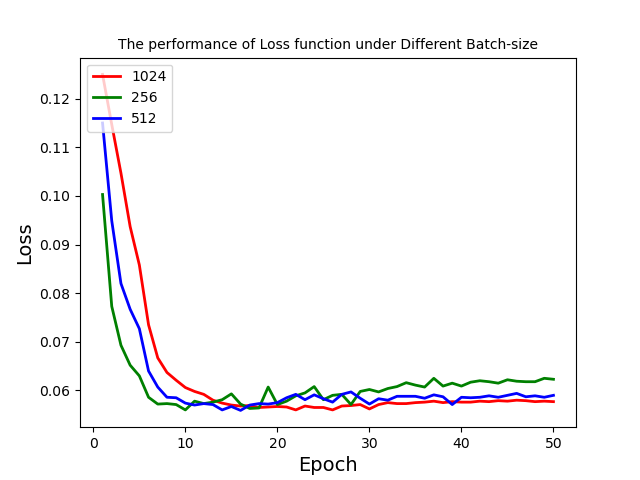 The performance of Loss function under Different Batch-size
1024
256
512
0.12
0.11
0.10
0.09
0.08
0.07
0.06
Loss
0 10 20 30 40 50
Epoch